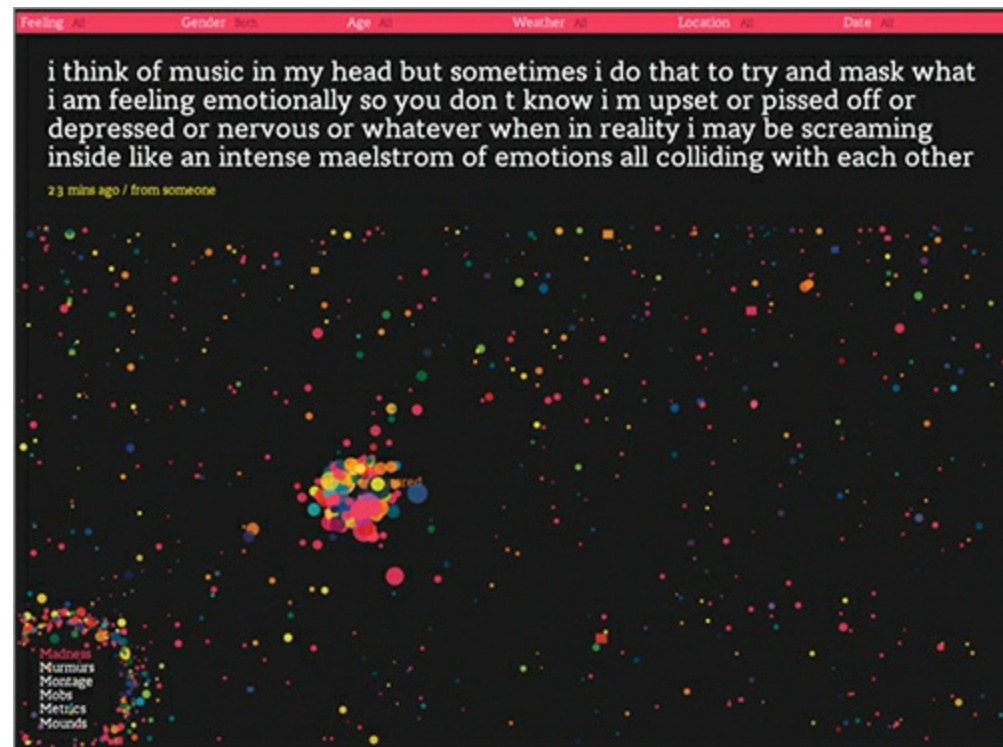 Feeling All Gender Both Age All Weather All Location All Date All
i think of music in my head but sometimes i do that to try and mask what
i am feeling emotionally so you don t know i m upset or pissed off or
depressed or nervous or whatever when in reality i may be screaming
inside like an intense maelstrom of emotions all colliding with each other
23 mins ago / from someone
Madness
Murmurs
Montage
Mobs
Metrics
Mounds